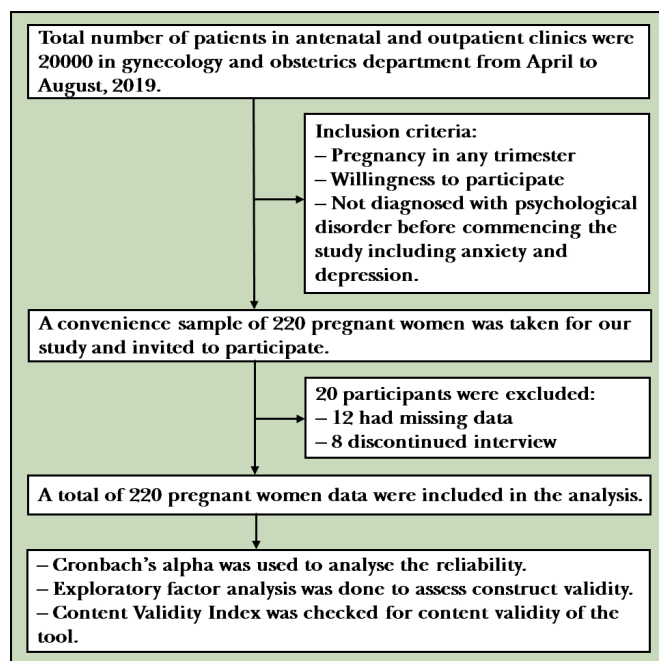 Total number of patients in antenatal and outpatient clinics were
20000 in gynecology and obstetrics department from April to
August, 2019.
Inclusion criteria:
– Pregnancy in any trimester
– Willingness to participate
– Not diagnosed with psychological
disorder before commencing the
study including anxiety and
depression.
A convenience sample of 220 pregnant women was taken for our
study and invited to participate.
20 participants were excluded:
– 12 had missing data
– 8 discontinued interview
A total of 220 pregnant women data were included in the analysis.
– Cronbach's alpha was used to analyse the reliability.
– Exploratory factor analysis was done to assess construct validity.
– Content Validity Index was checked for content validity of the
tool.